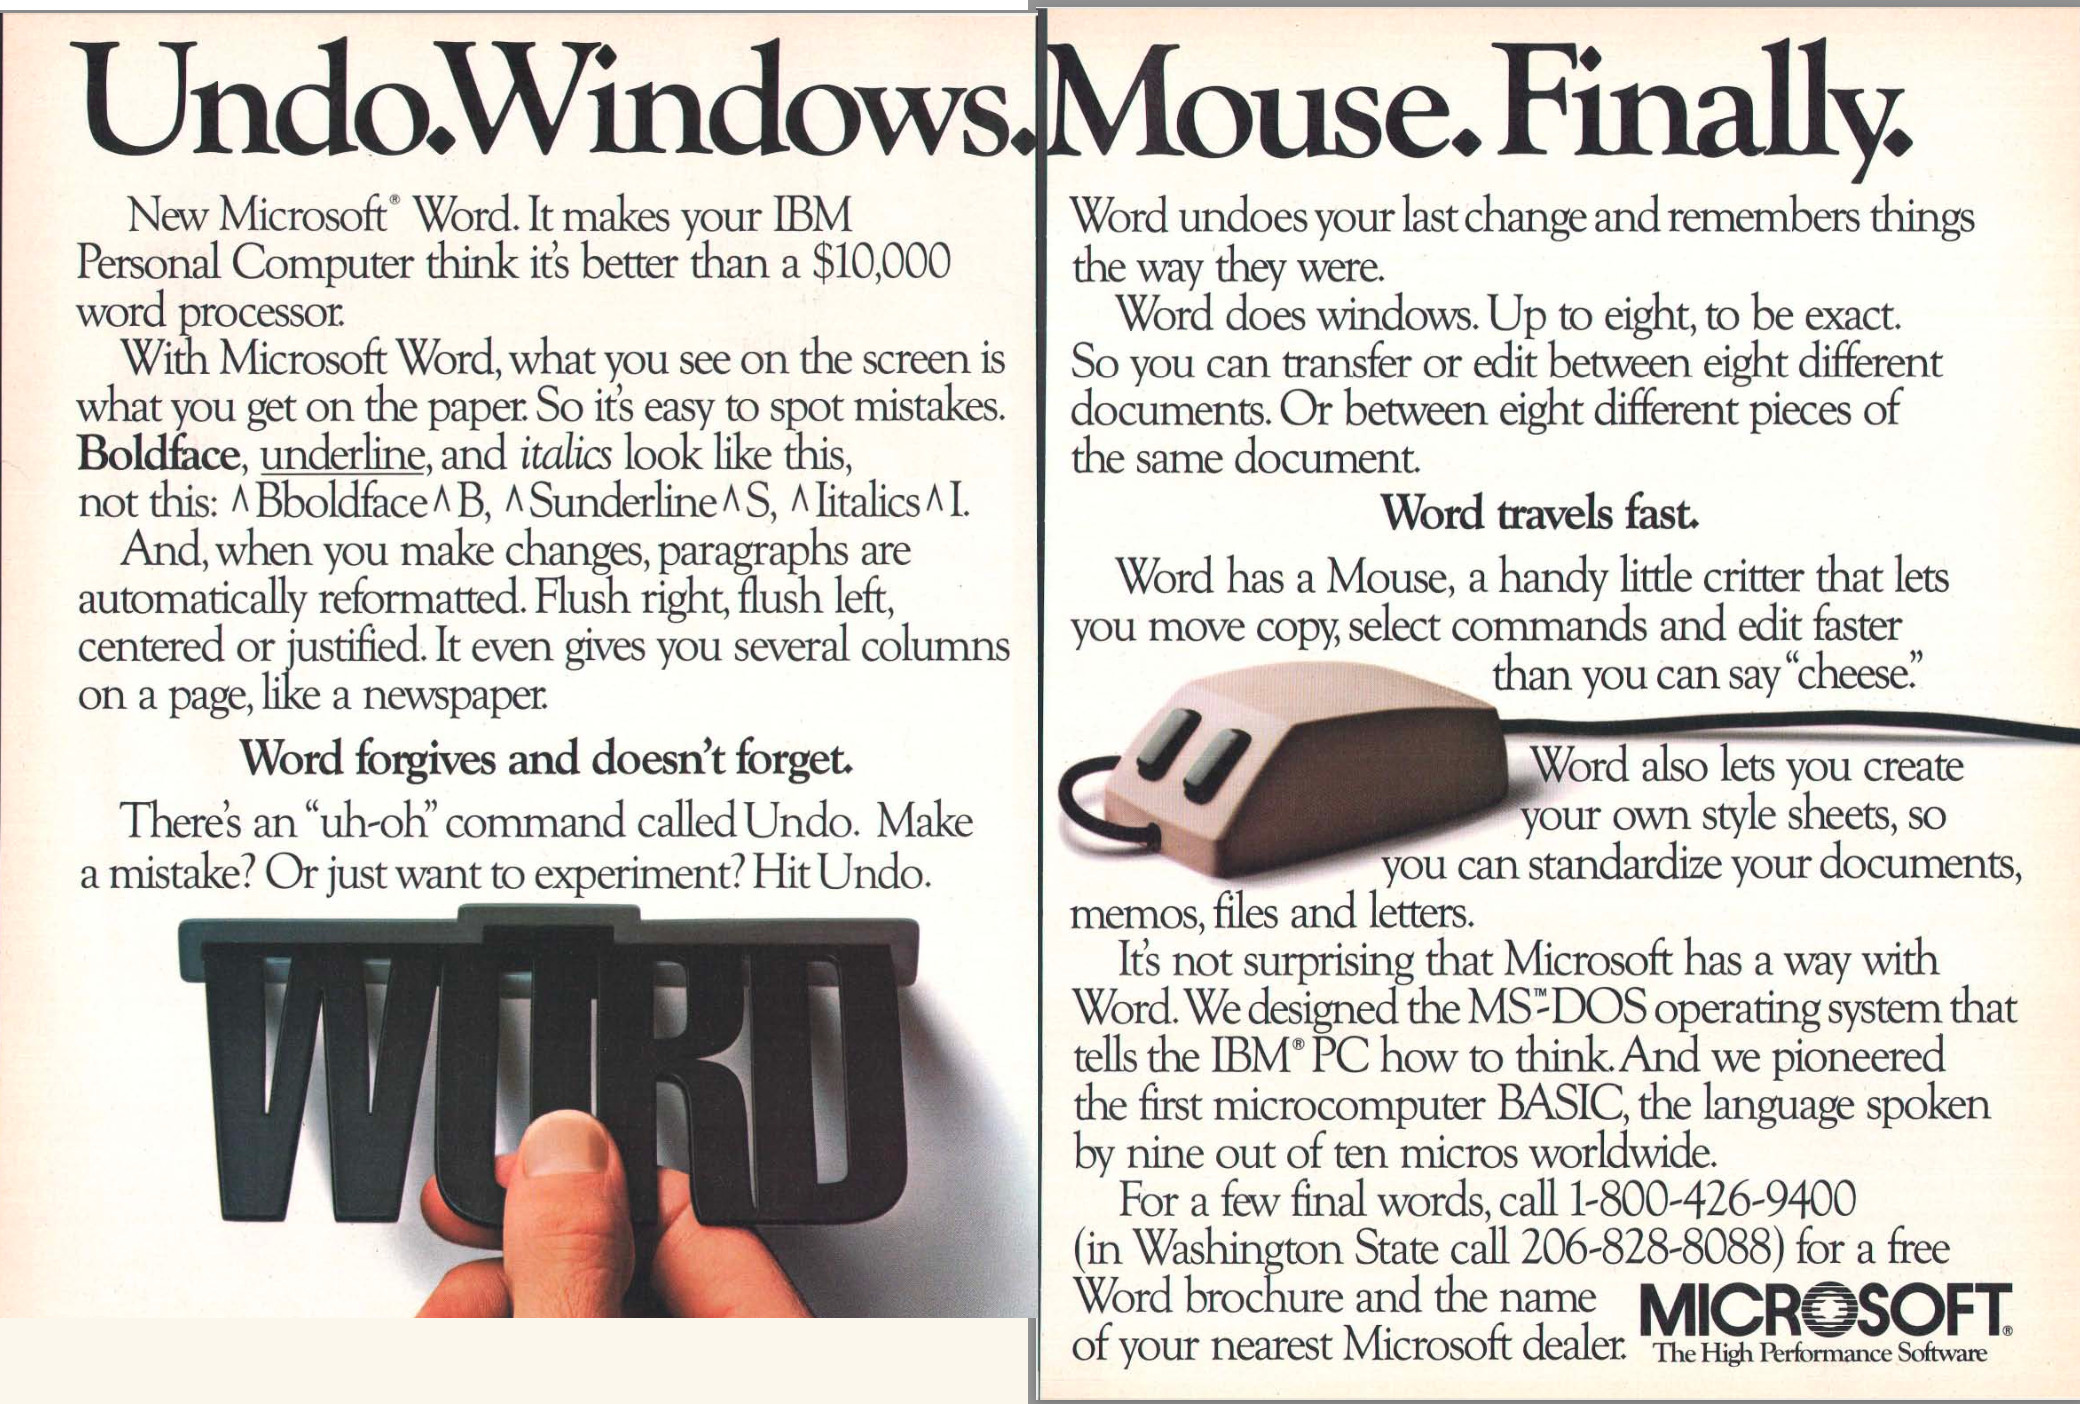 Undo. Windows. Mouse. Finally.
New Microsoft® Word. It makes your IBM
Personal Computer think it's better than a $10,000
word processor.
With Microsoft Word, what you see on the screen is
what you get on the paper. So it's easy to spot mistakes.
Boldface, underline, and italics look like this,
not this: ^Bboldface^B, ^Sunderline^S, ^Iitalics^I.
And, when you make changes, paragraphs are
automatically reformatted. Flush right, flush left,
centered or justified. It even gives you several columns
on a page, like a newspaper.
Word forgives and doesn't forget.
There's an “uh-oh” command called Undo. Make
a mistake? Or just want to experiment? Hit Undo.
WORD
Word undoes your last change and remembers things
the way they were.
Word does windows. Up to eight, to be exact.
So you can transfer or edit between eight different
documents. Or between eight different pieces of
the same document.
Word travels fast.
Word has a Mouse, a handy little critter that lets
you move copy, select commands and edit faster
than you can say “cheese.”
Word also lets you create
your own style sheets, so
you can standardize your documents,
memos, files and letters.
It's not surprising that Microsoft has a way with
Word. We designed the MS™-DOS operating system that
tells the IBM® PC how to think. And we pioneered
the first microcomputer BASIC, the language spoken
by nine out of ten micros worldwide.
For a few final words, call 1-800-426-9400
(in Washington State call 206-828-8088) for a free
Word brochure and the name
of your nearest Microsoft dealer.
MICROSOFT®
The High Performance Software